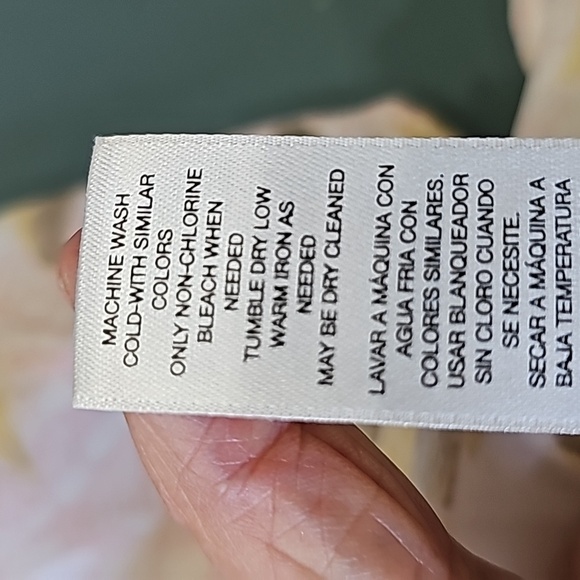 MACHINE WASH
COLD-WITH SIMILAR
COLORS
ONLY NON-CHLORINE
BLEACH WHEN
NEEDED
TUMBLE DRY LOW
WARM IRON AS
NEEDED
MAY BE DRY CLEANED
LAVAR A MÁQUINA CON
AGUA FRIA CON
COLORES SIMILARES.
USAR BLANQUEADOR
SIN CLORO CUANDO
SE NECESITE.
SECAR A MÁQUINA A
BAJA TEMPERATURA